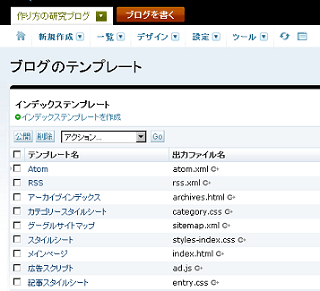 作り方の研究ブログ ブログを書く
新規作成 一覧 デザイン 設定 ツール
ブログのテンプレート
インデックステンプレート
インデックステンプレートを作成
公開 削除 アクション... Go
テンプレート名 出力ファイル名
Atom atom.xml
RSS rss.xml
アーカイブインデックス archives.html
カテゴリースタイルシート category.css
グーグルサイトマップ sitemap.xml
スタイルシート styles-index.css
メインページ index.html
広告スクリプト ad.js
記事スタイルシート entry.css